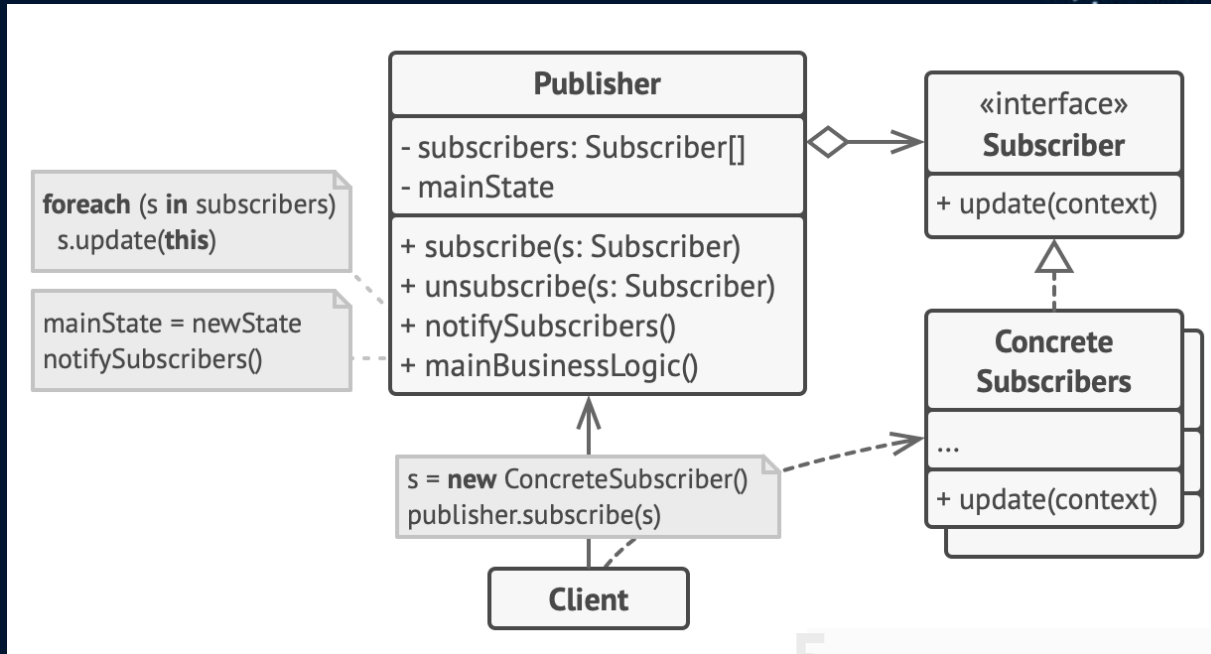 Publisher
- subscribers: Subscriber[]
- mainState
+ subscribe(s: Subscriber)
+ unsubscribe(s: Subscriber)
+ notifySubscribers()
+ mainBusinessLogic()
foreach (s in subscribers)
s.update(this)
mainState = newState
notifySubscribers()
«interface»
Subscriber
+ update(context)
Concrete
Subscribers
...
+ update(context)
s = new ConcreteSubscriber()
publisher.subscribe(s)
Client